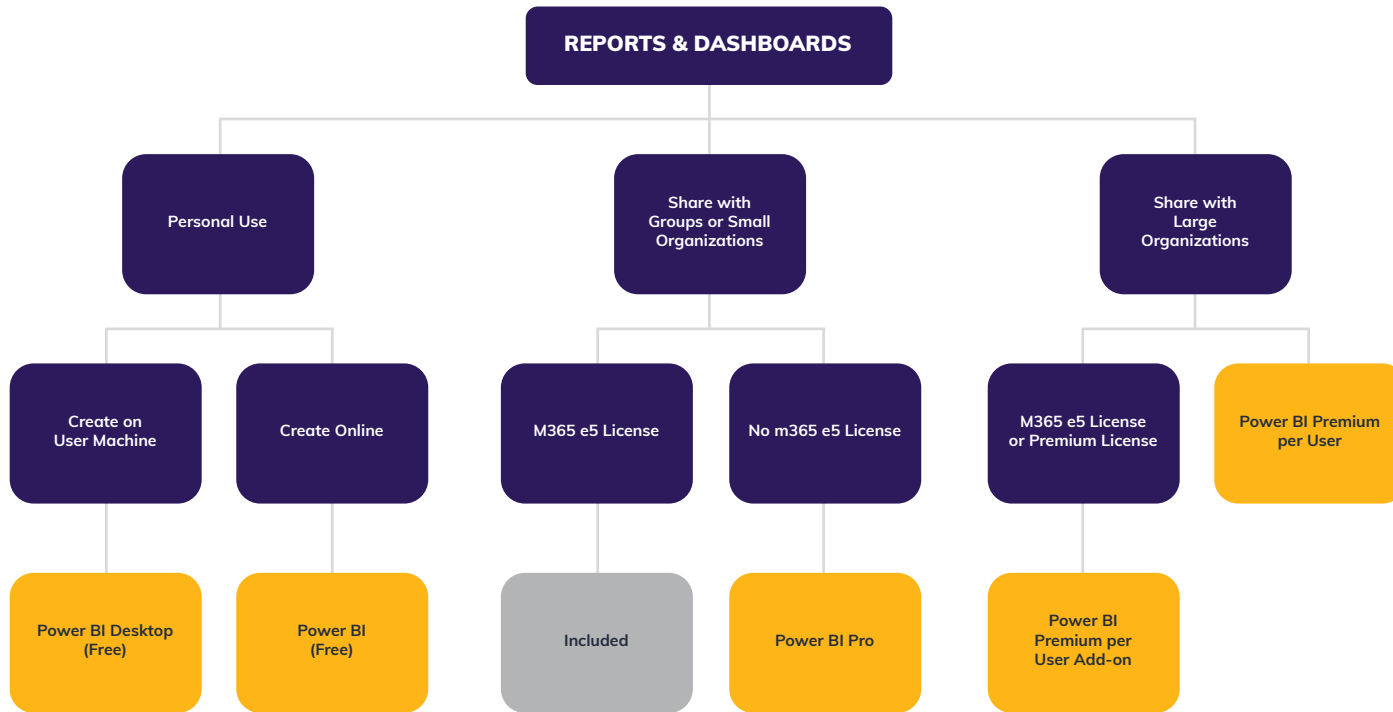 REPORTS & DASHBOARDS
Personal Use
Share with
Groups or Small
Organizations
Share with
Large
Organizations
Create on
User Machine
Create Online
M365 e5 License
No m365 e5 License
M365 e5 License
or Premium License
Power BI Premium
per User
Power BI Desktop
(Free)
Power BI
(Free)
Included
Power BI Pro
Power BI
Premium per
User Add-on